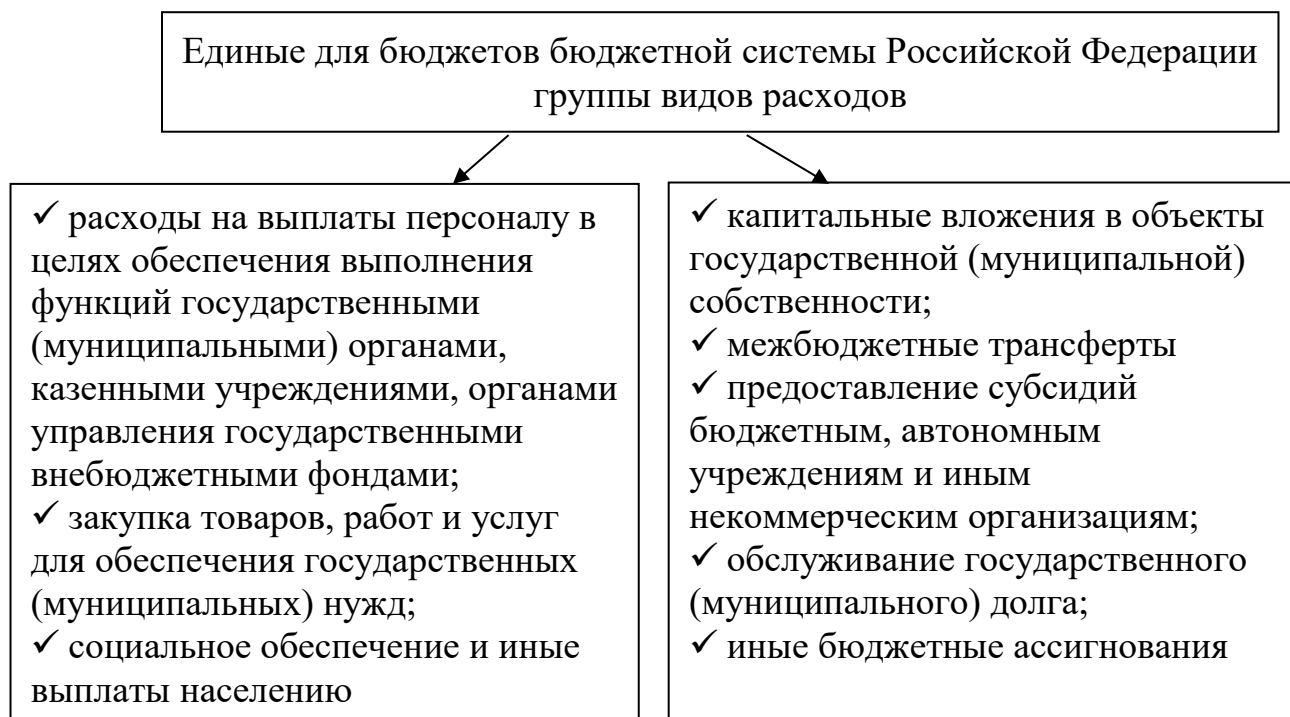 Единые для бюджетов бюджетной системы Российской Федерации
группы видов расходов
✓ расходы на выплаты персоналу в
целях обеспечения выполнения
функций государственными
(муниципальными) органами,
казенными учреждениями, органами
управления государственными
внебюджетными фондами;
✓ закупка товаров, работ и услуг
для обеспечения государственных
(муниципальных) нужд;
✓ социальное обеспечение и иные
выплаты населению
✓ капитальные вложения в объекты
государственной (муниципальной)
собственности;
✓ межбюджетные трансферты
✓ предоставление субсидий
бюджетным, автономным
учреждениям и иным
некоммерческим организациям;
✓ обслуживание государственного
(муниципального) долга;
✓ иные бюджетные ассигнования